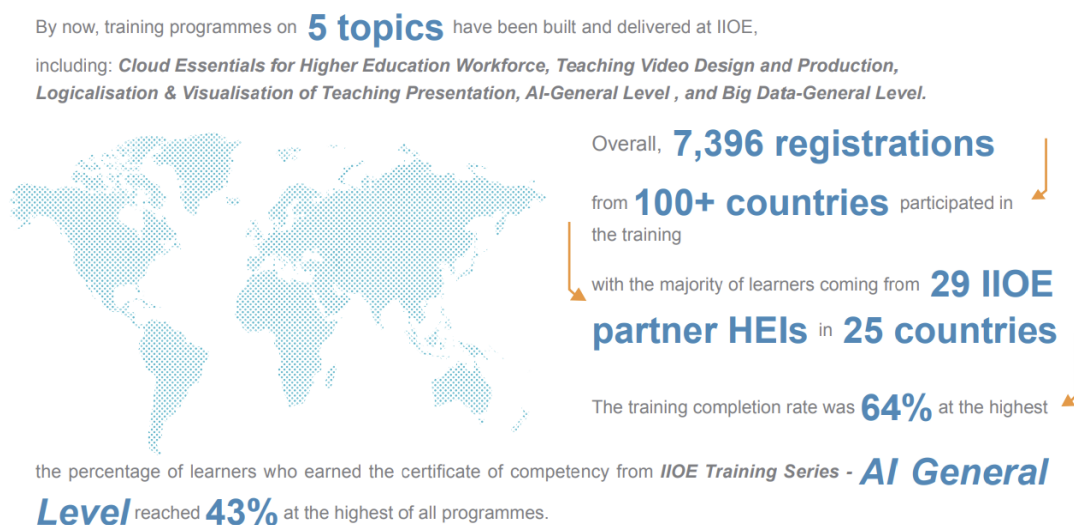 By now, training programmes on 5 topics have been built and delivered at IIOE,
including: Cloud Essentials for Higher Education Workforce, Teaching Video Design and Production,
Logicalisation & Visualisation of Teaching Presentation, AI-General Level , and Big Data-General Level.
Overall, 7,396 registrations
from 100+ countries participated in
the training
with the majority of learners coming from 29 IIOE
partner HEIs in 25 countries
The training completion rate was 64% at the highest
the percentage of learners who earned the certificate of competency from IIOE Training Series - AI General
Level reached 43% at the highest of all programmes.